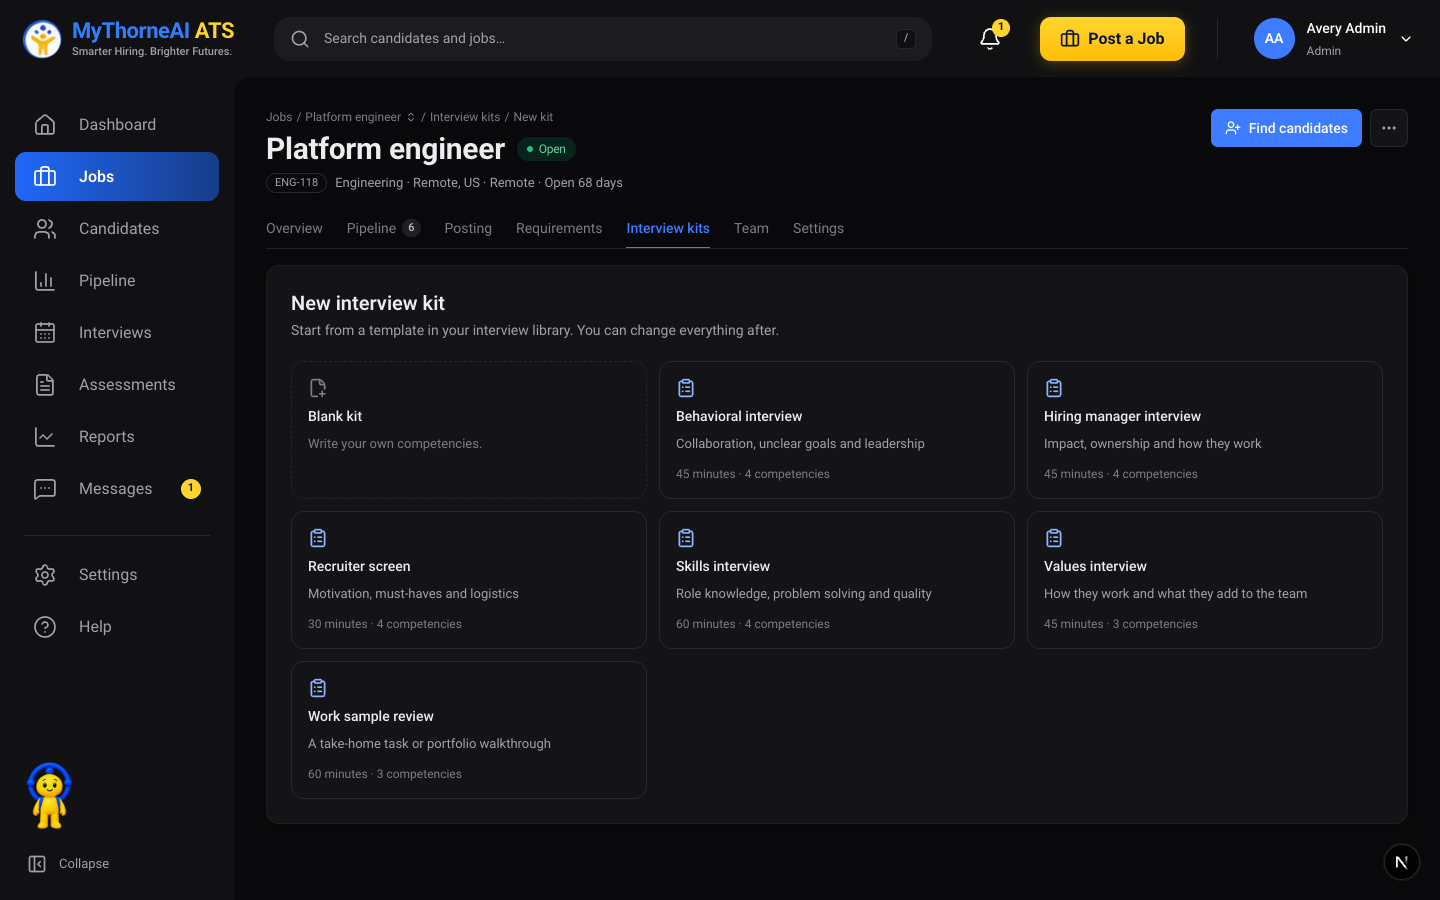 MyThorneAI ATS
Smarter Hiring. Brighter Futures.
Search candidates and jobs...
/
1
Post a Job
AA
Avery Admin
Admin
Dashboard
Jobs
Candidates
Pipeline
Interviews
Assessments
Reports
Messages
1
Settings
Help
Collapse
Jobs / Platform engineer / Interview kits / New kit
Platform engineer
Open
ENG-118
Engineering · Remote, US · Remote · Open 68 days
Find candidates
Overview
Pipeline 6
Posting
Requirements
Interview kits
Team
Settings
New interview kit
Start from a template in your interview library. You can change everything after.
Blank kit
Write your own competencies.
Behavioral interview
Collaboration, unclear goals and leadership
45 minutes · 4 competencies
Hiring manager interview
Impact, ownership and how they work
45 minutes · 4 competencies
Recruiter screen
Motivation, must-haves and logistics
30 minutes · 4 competencies
Skills interview
Role knowledge, problem solving and quality
60 minutes · 4 competencies
Values interview
How they work and what they add to the team
45 minutes · 3 competencies
Work sample review
A take-home task or portfolio walkthrough
60 minutes · 3 competencies
N